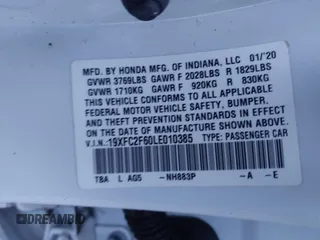 MFD. BY HONDA MFG. OF INDIANA, LLC 01/'20
GVWR 3769LBS GAWR F 2028LBS R 1829LBS
GVWR 1710KG GAWR F 920KG R 830KG
THIS VEHICLE CONFORMS TO ALL APPLICABLE
FEDERAL MOTOR VEHICLE SAFETY, BUMPER,
AND THEFT PREVENTION STANDARDS IN EFFECT
ON THE DATE OF MANUFACTURE SHOWN ABOVE.
V.I.N.:19XFC2F60LE010385 TYPE: PASSENGER CAR
TBA L AG5 -NH883P -A -E
DREAMBID